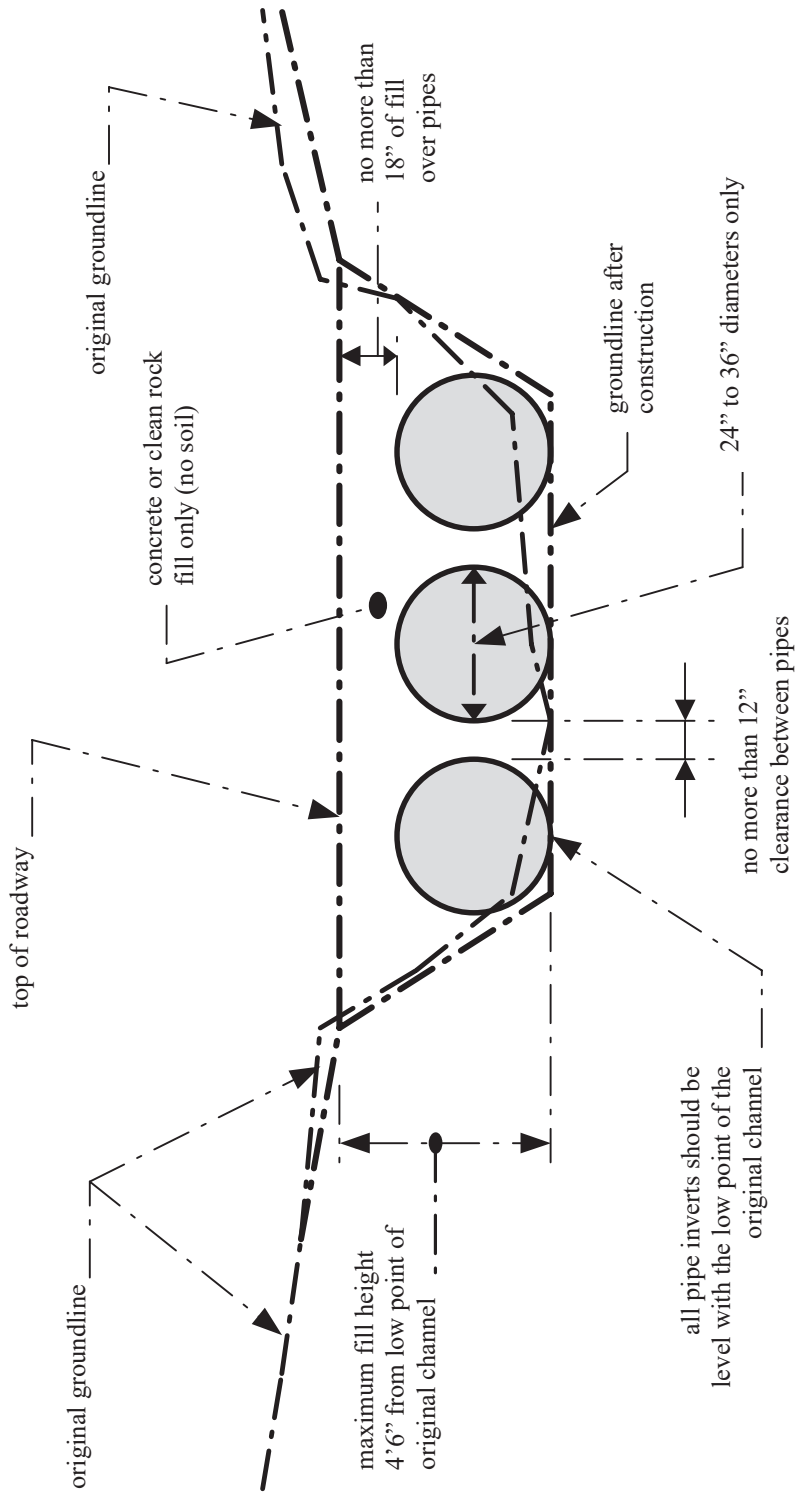 top of roadway
original groundline
concrete or clean rock
fill only (no soil)
original groundline
maximum fill height
4’6” from low point of
original channel
no more than
18” of fill
over pipes
all pipe inverts should be
level with the low point of the
original channel
no more than 12”
clearance between pipes
groundline after
construction
24” to 36” diameters only